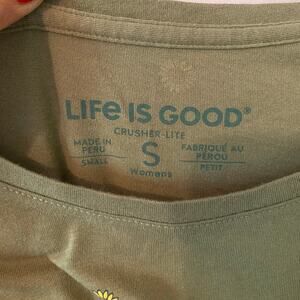 LIFE IS GOOD®
CRUSHER-LITE
MADE IN
PERU
SMALL
S
Womens
FABRIQUÉ AU
PÉROU
PETIT